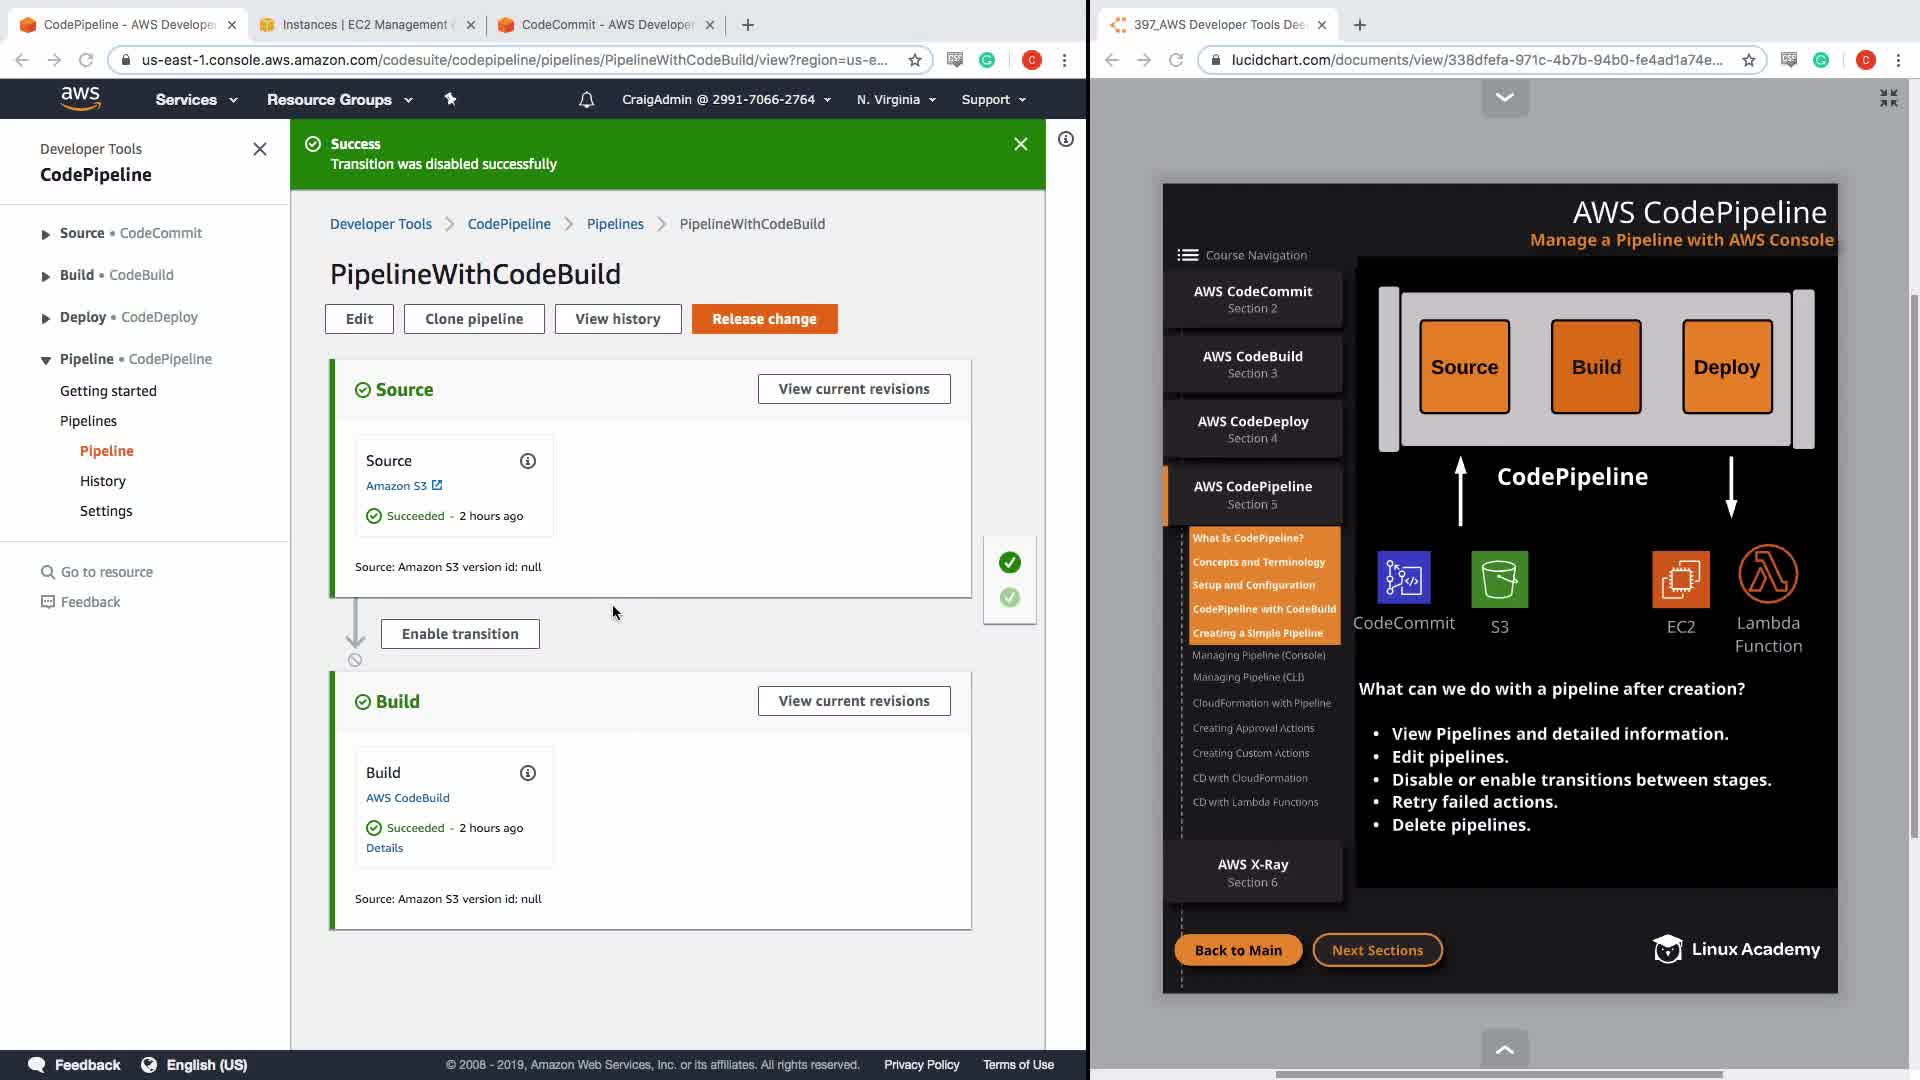 CodePipeline - AWS Developer
Instances | EC2 Management
CodeCommit - AWS Developer
us-east-1.console.aws.amazon.com/codesuite/codepipeline/pipelines/PipelineWithCodeBuild/view?region=us-e...
C
aws
Services
Resource Groups
CraigAdmin @ 2991-7066-2764
N. Virginia
Support
Developer Tools
CodePipeline
Source • CodeCommit
Build • CodeBuild
Deploy • CodeDeploy
Pipeline • CodePipeline
Getting started
Pipelines
Pipeline
History
Settings
Go to resource
Feedback
Success
Transition was disabled successfully
Developer Tools
CodePipeline
Pipelines
PipelineWithCodeBuild
PipelineWithCodeBuild
Edit
Clone pipeline
View history
Release change
Source
View current revisions
Source
Amazon S3
Succeeded - 2 hours ago
Source: Amazon S3 version id: null
Enable transition
Build
View current revisions
Build
AWS CodeBuild
Succeeded - 2 hours ago
Details
Source: Amazon S3 version id: null
Feedback
English (US)
© 2008 - 2019, Amazon Web Services, Inc. or its affiliates. All rights reserved.
Privacy Policy
Terms of Use
397_AWS Developer Tools Dee
lucidchart.com/documents/view/338dfefa-971c-4b7b-94b0-fe4ad1a74e...
C
AWS CodePipeline
Manage a Pipeline with AWS Console
Course Navigation
AWS CodeCommit
Section 2
AWS CodeBuild
Section 3
AWS CodeDeploy
Section 4
AWS CodePipeline
Section 5
What Is CodePipeline?
Concepts and Terminology
Setup and Configuration
CodePipeline with CodeBuild
Creating a Simple Pipeline
Managing Pipeline (Console)
Managing Pipeline (CLI)
CloudFormation with Pipeline
Creating Approval Actions
Creating Custom Actions
CD with CloudFormation
CD with Lambda Functions
AWS X-Ray
Section 6
Back to Main
Next Sections
Source
Build
Deploy
CodePipeline
CodeCommit
S3
EC2
Lambda
Function
What can we do with a pipeline after creation?
• View Pipelines and detailed information.
• Edit pipelines.
• Disable or enable transitions between stages.
• Retry failed actions.
• Delete pipelines.
Linux Academy